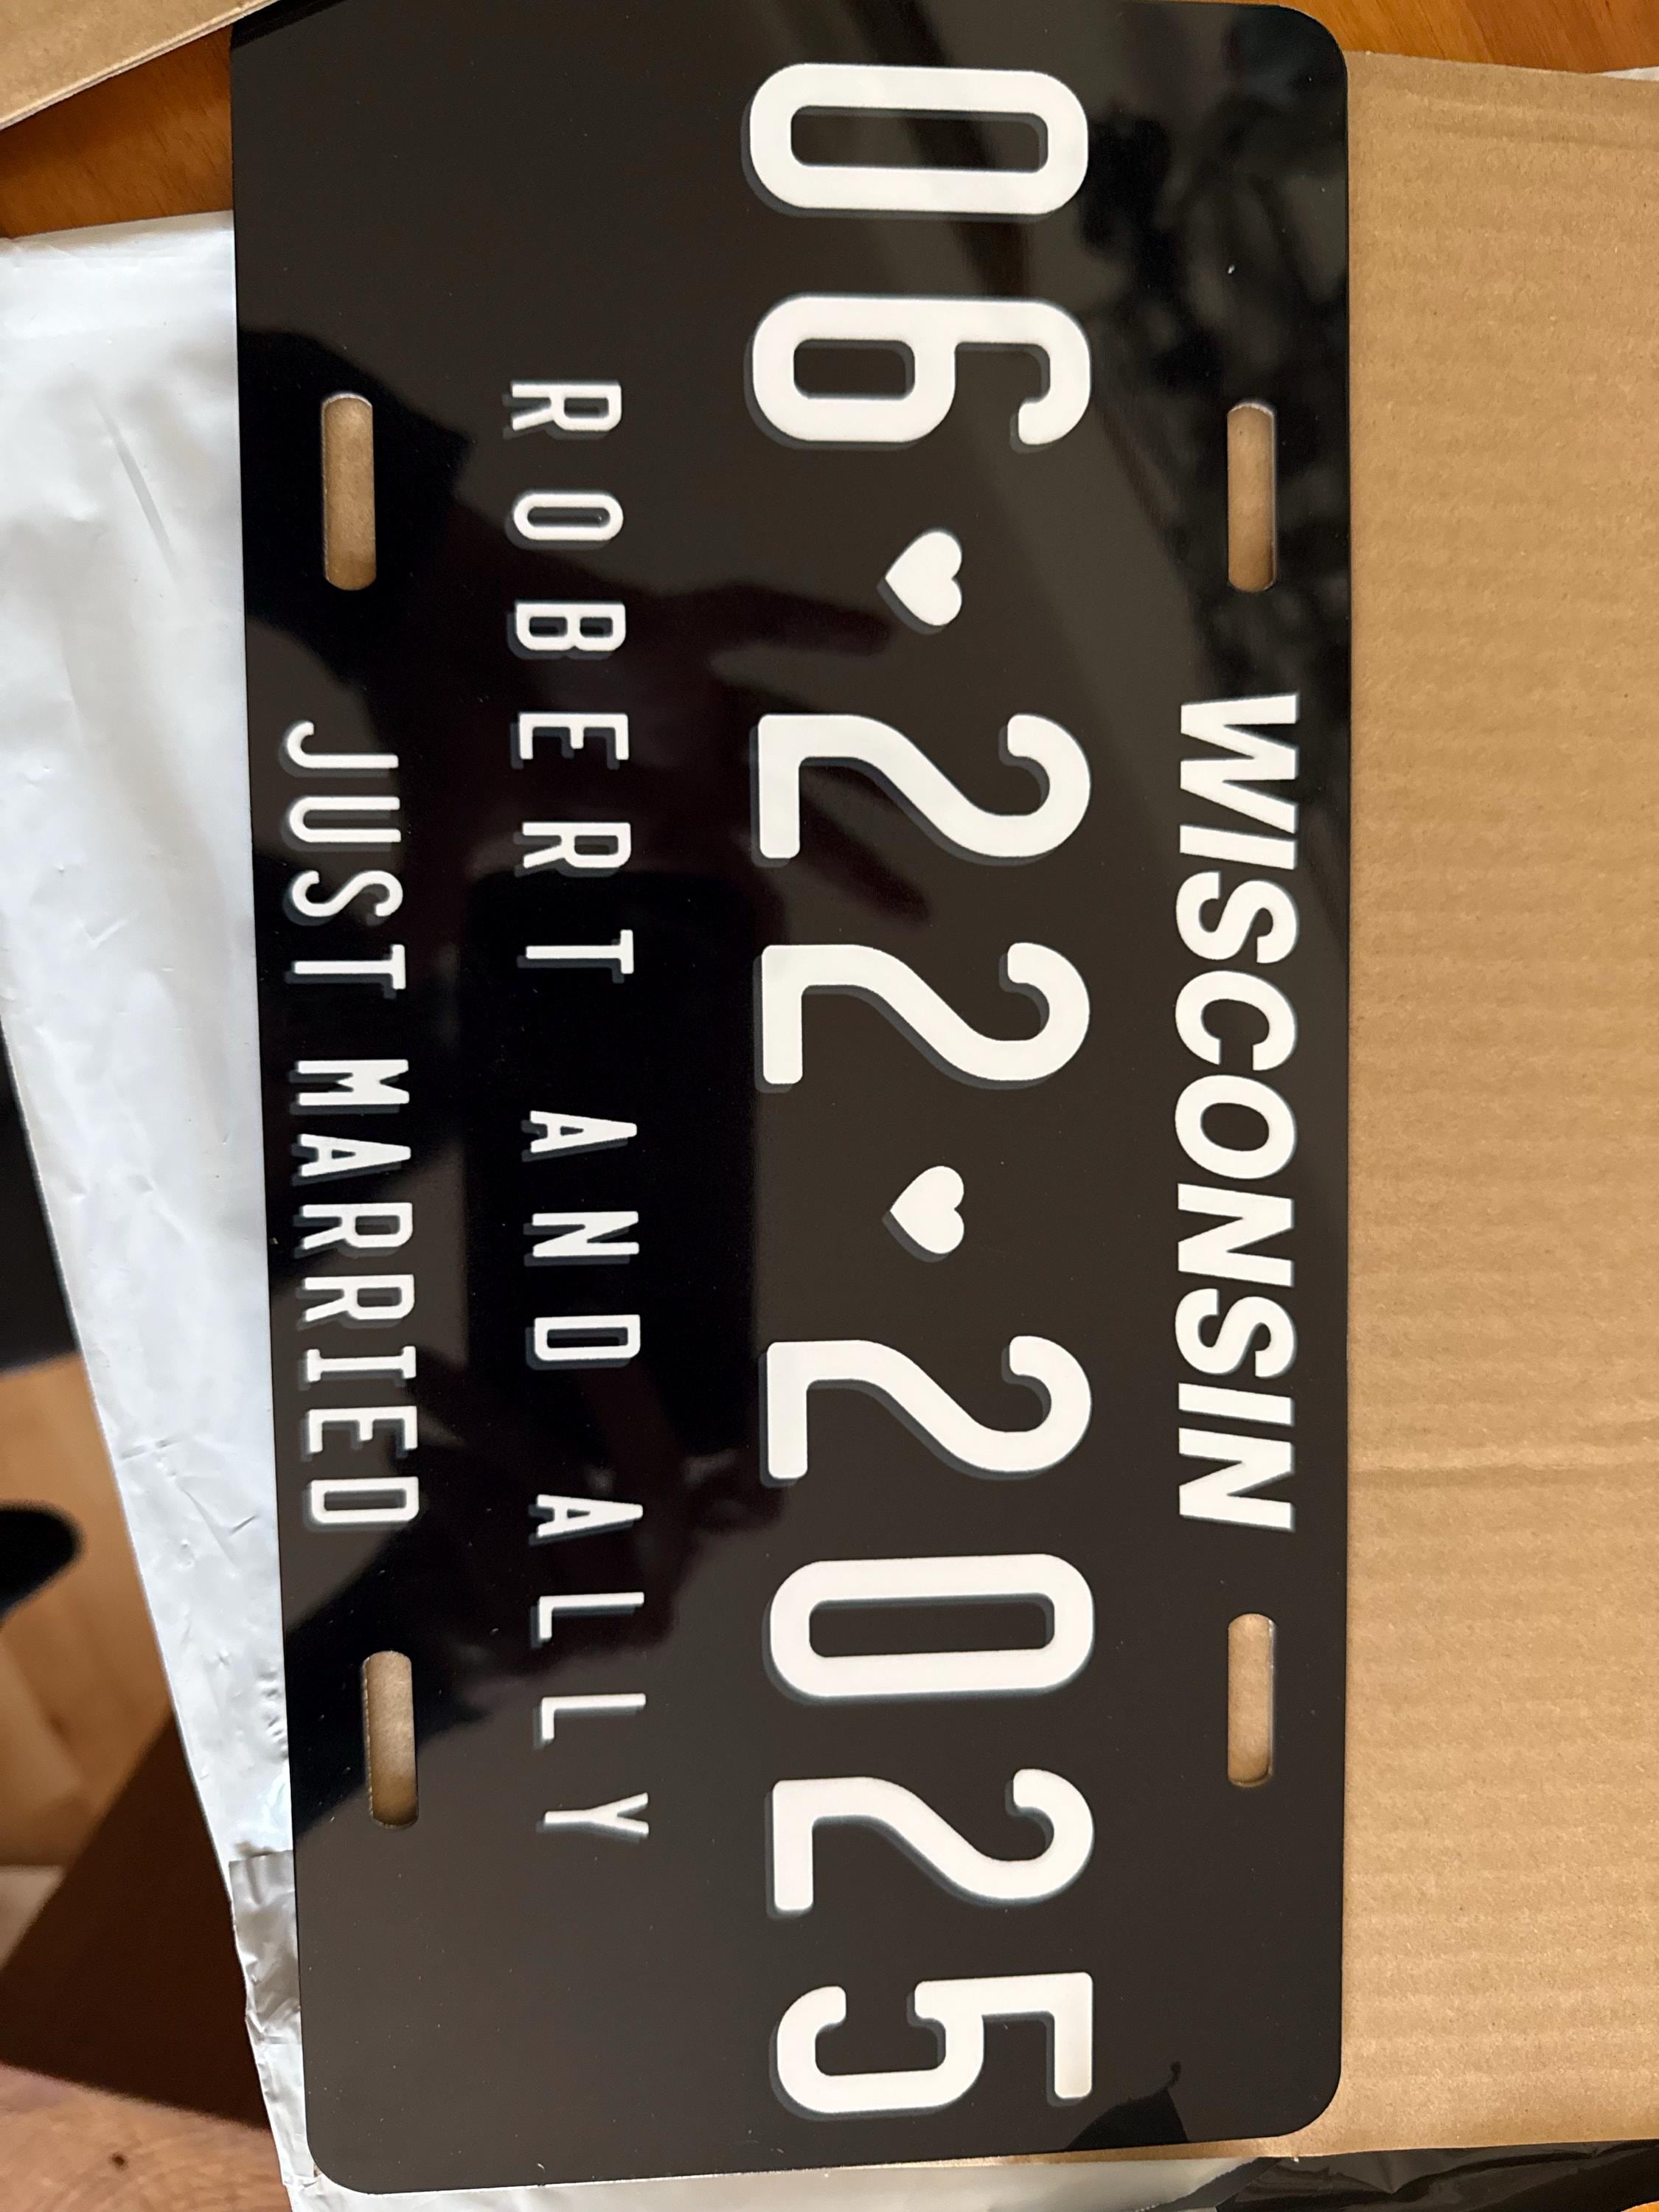 WISCONSIN
06♥22♥2025
ROBERT AND ALLY
JUST MARRIED